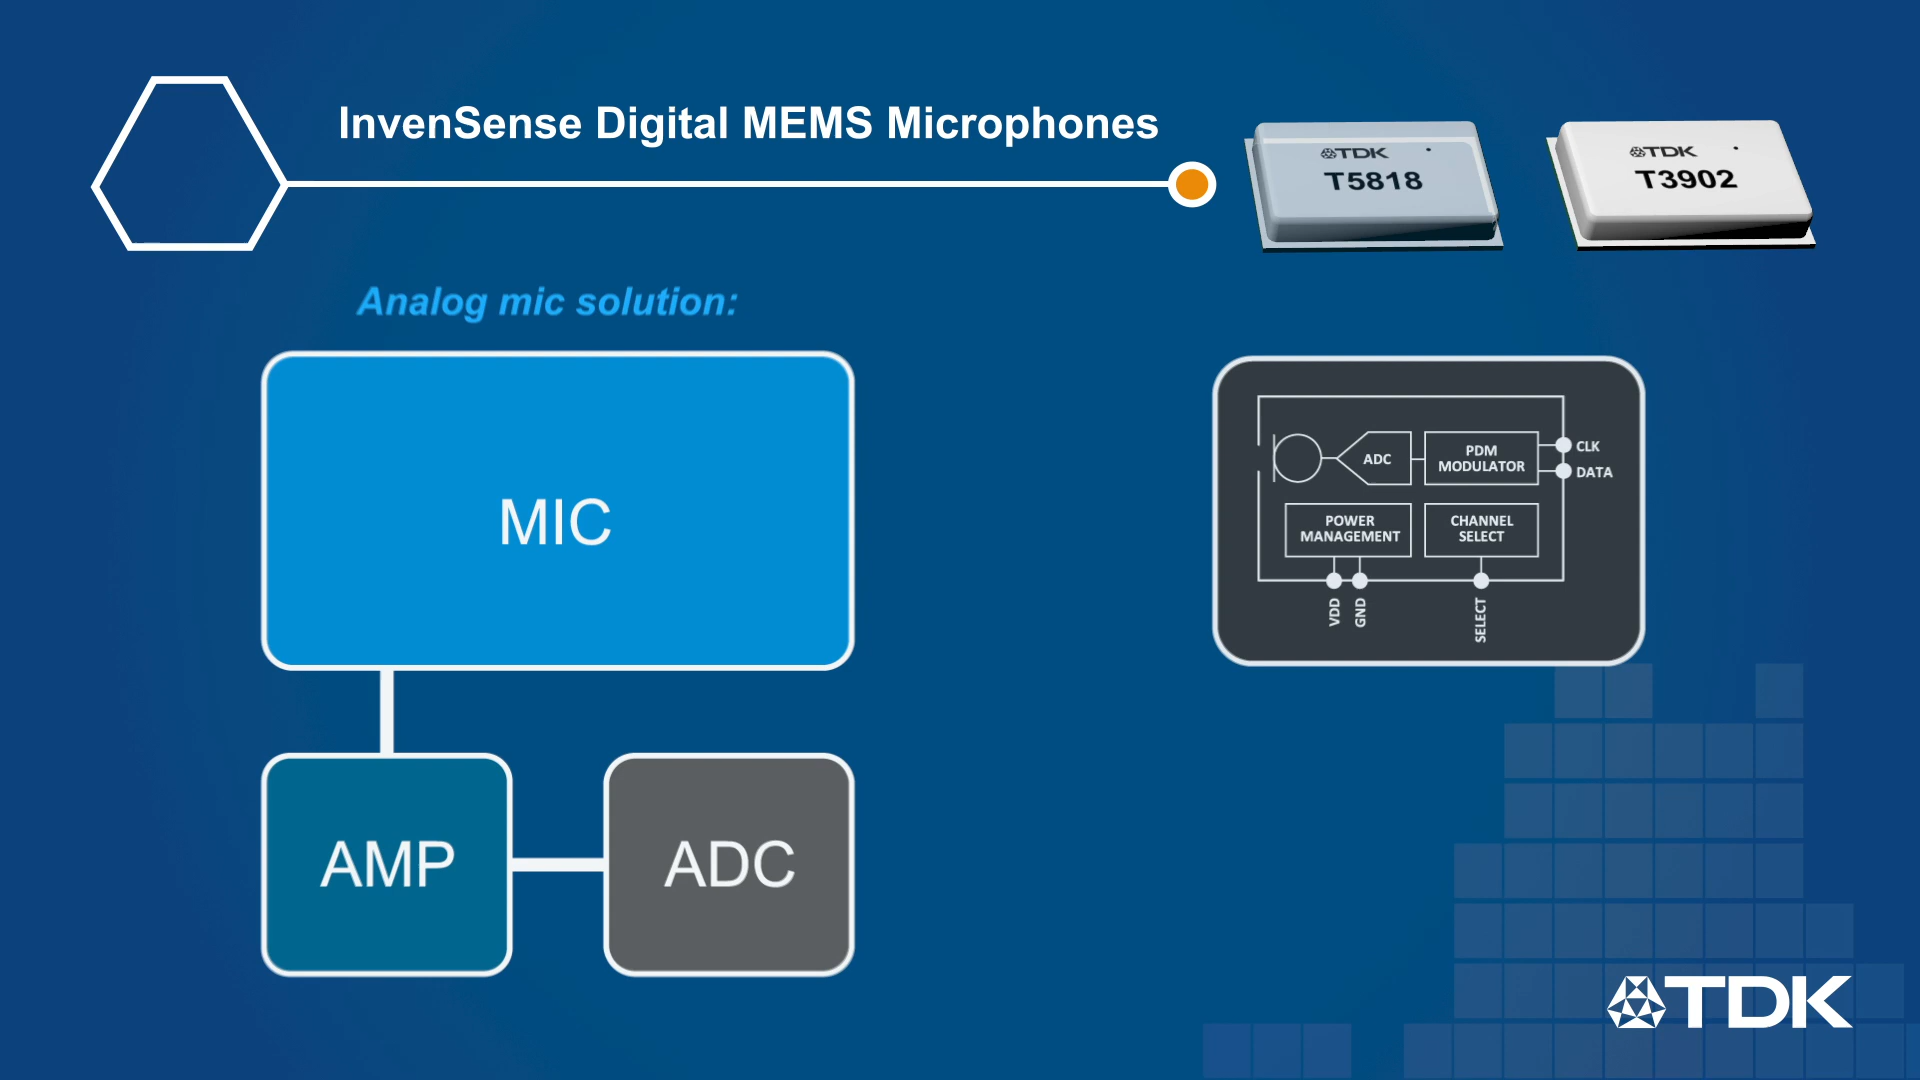 InvenSense Digital MEMS Microphones
TDK
T5818
TDK
T3902
Analog mic solution:
MIC
AMP
ADC
ADC
PDM
MODULATOR
CLK
DATA
POWER
MANAGEMENT
CHANNEL
SELECT
VDD
GND
SELECT
TDK